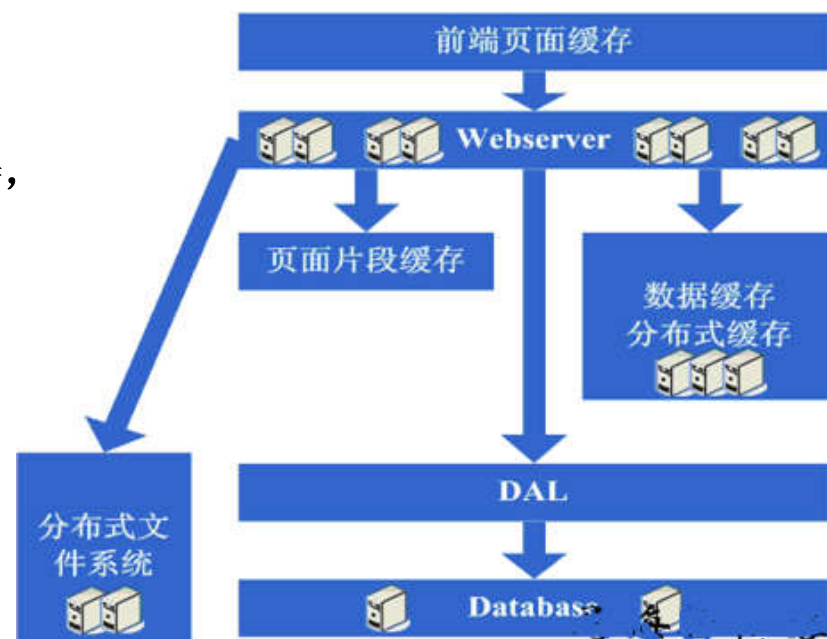 前端页面缓存
Webserver
页面片段缓存
数据缓存
分布式缓存
DAL
分布式文
件系统
Database